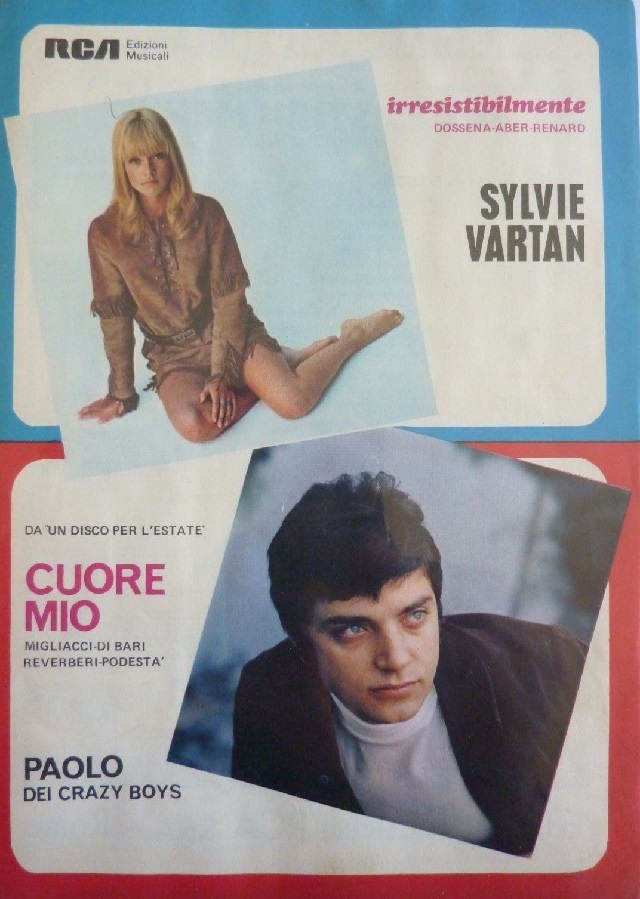 RCA Edizioni
Musicali
irresistibilmente
DOSSENA-ABER-RENARD
SYLVIE
VARTAN
DA "UN DISCO PER L'ESTATE"
CUORE
MIO
MIGLIACCI-DI BARI
REVERBERI-PODESTA'
PAOLO
DEI CRAZY BOYS